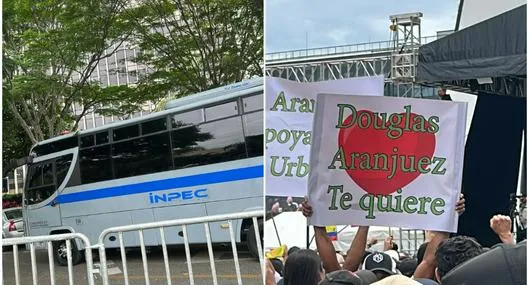 INPEC
Aran
poya
Urb
Douglas
Aranjuez
Te quiere